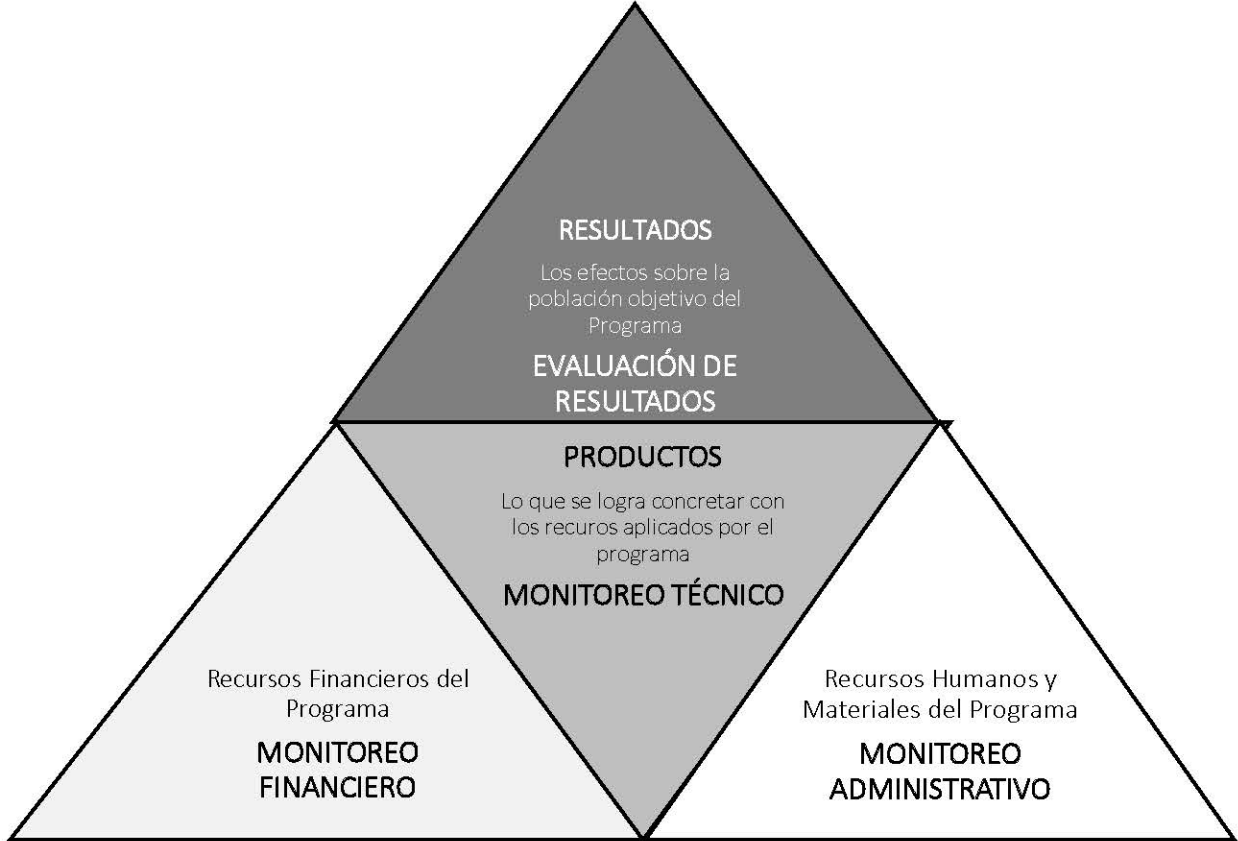 RESULTADOS
Los efectos sobre la
población objetivo del
Programa
EVALUACIÓN DE
RESULTADOS
PRODUCTOS
Lo que se logra concretar con
los recuros aplicados por el
programa
MONITOREO TÉCNICO
Recursos Financieros del
Programa
MONITOREO
FINANCIERO
Recursos Humanos y
Materiales del Programa
MONITOREO
ADMINISTRATIVO